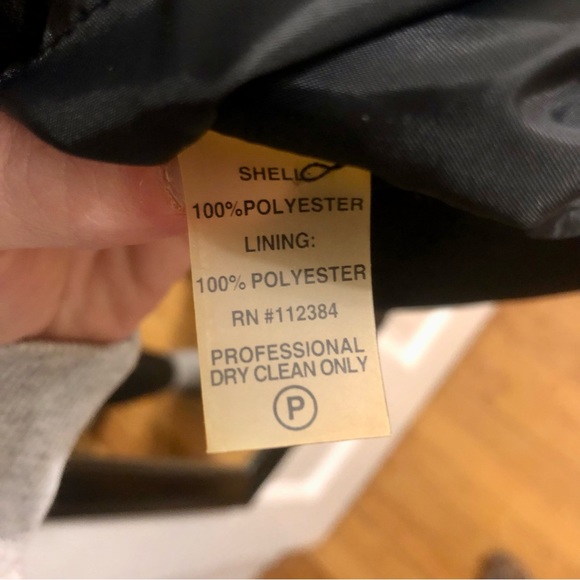 SHELL:
100%POLYESTER
LINING:
100% POLYESTER
RN #112384
PROFESSIONAL
DRY CLEAN ONLY
P